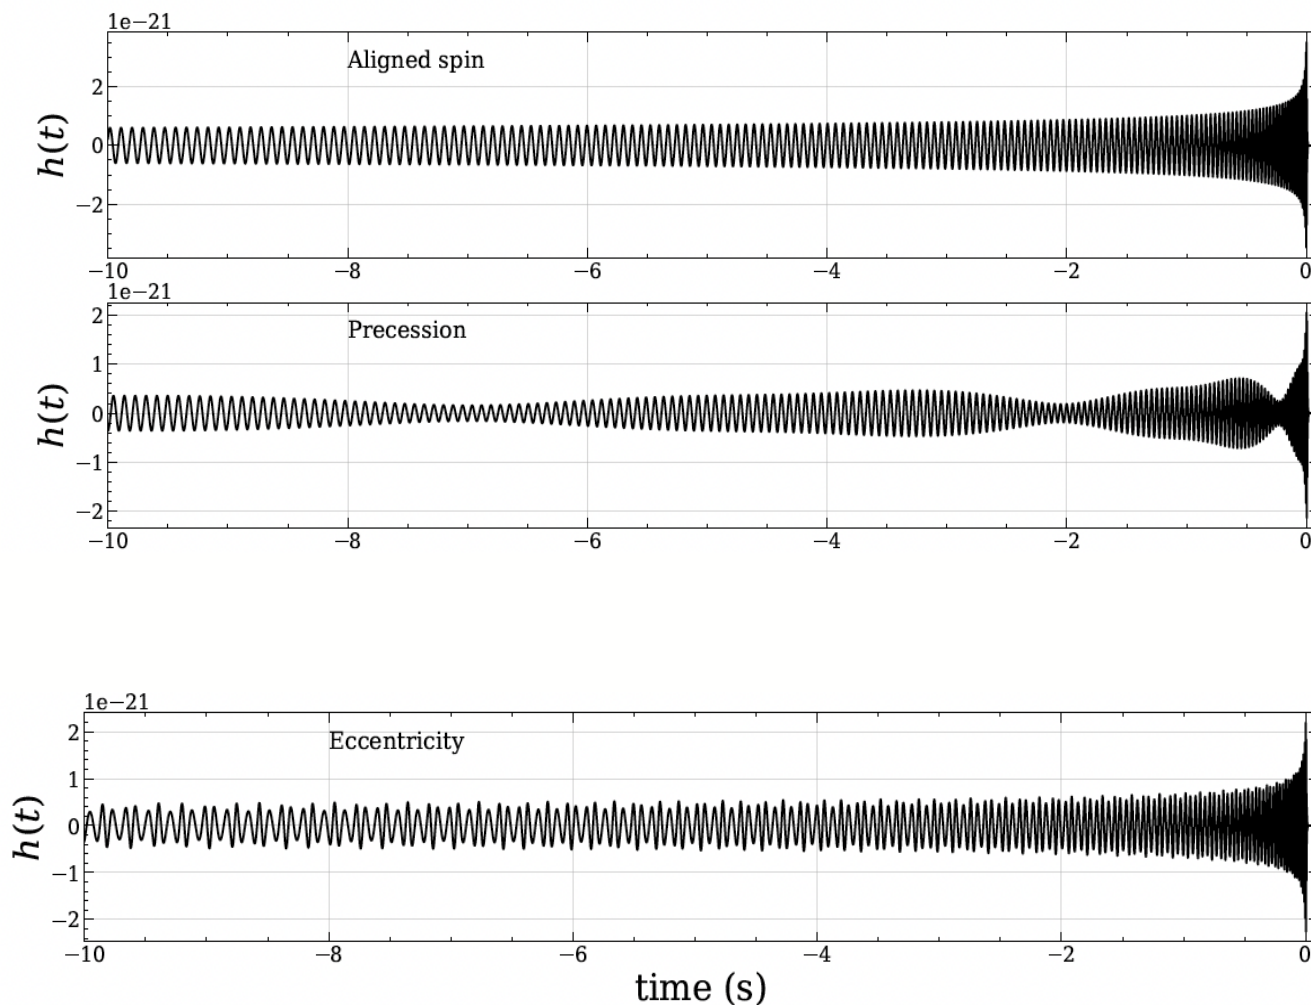 1e−21
Aligned spin
2
0
−2
h(t)
−10 −8 −6 −4 −2 0
1e−21
Precession
2
1
0
−1
−2
h(t)
−10 −8 −6 −4 −2 0
1e−21
Eccentricity
2
1
0
−1
−2
h(t)
−10 −8 −6 −4 −2 0
time (s)